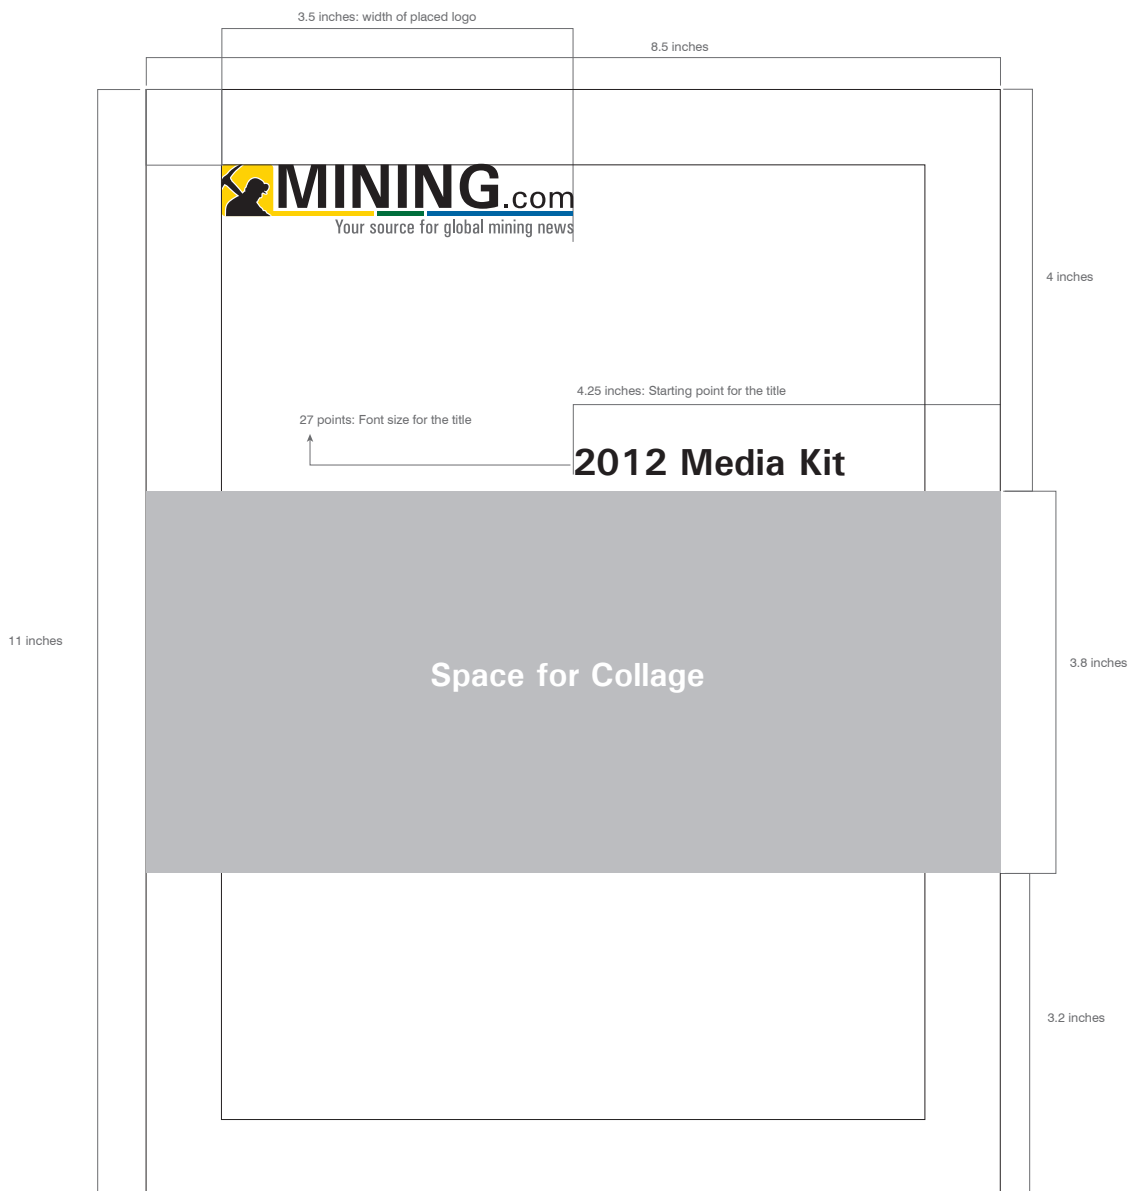 3.5 inches: width of placed logo
8.5 inches
MINING.com
Your source for global mining news
4 inches
4.25 inches: Starting point for the title
27 points: Font size for the title
2012 Media Kit
11 inches
3.8 inches
Space for Collage
3.2 inches